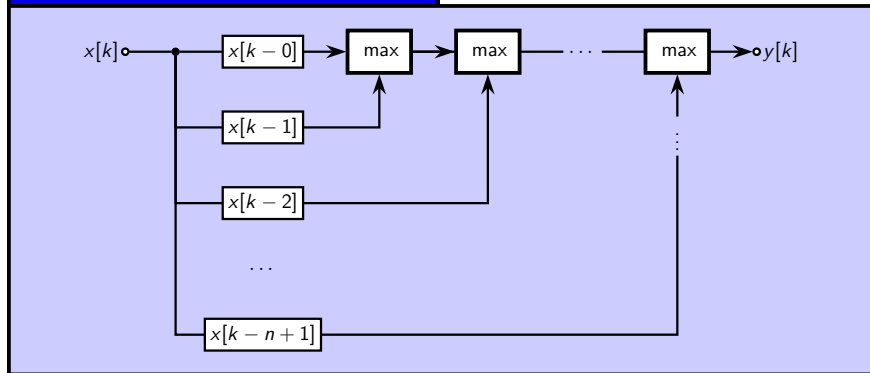 x[k] x[k − 0] max max · · · max y[k]
x[k − 1]
⋮
x[k − 2]
· · ·
x[k − n + 1]